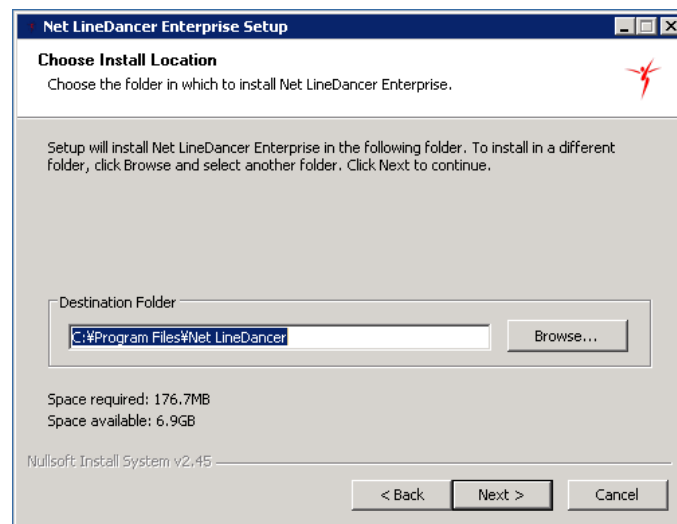 Net LineDancer Enterprise Setup
Choose Install Location
Choose the folder in which to install Net LineDancer Enterprise.
Setup will install Net LineDancer Enterprise in the following folder. To install in a different
folder, click Browse and select another folder. Click Next to continue.
Destination Folder
C:¥Program Files¥Net LineDancer
Browse...
Space required: 176.7MB
Space available: 6.9GB
Nullsoft Install System v2.45
< Back
Next >
Cancel